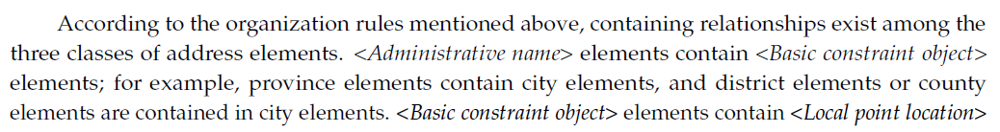 According to the organization rules mentioned above, containing relationships exist among the
three classes of address elements. <Administrative name> elements contain <Basic constraint object>
elements; for example, province elements contain city elements, and district elements or county
elements are contained in city elements. <Basic constraint object> elements contain <Local point location>